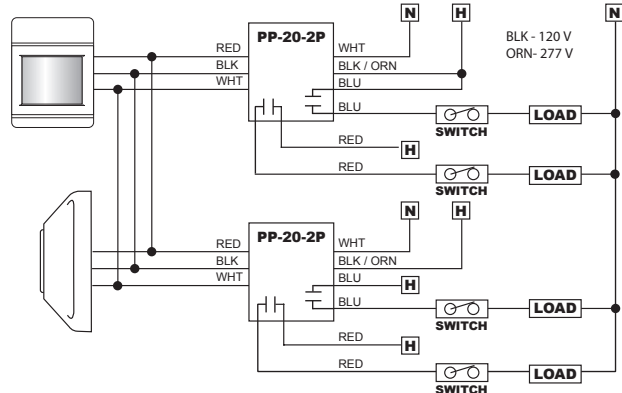 N H N
BLK - 120 V
ORN- 277 V
RED PP-20-2P WHT
BLK BLK / ORN
WHT BLU
BLU LOAD
SWITCH
RED H
RED LOAD
SWITCH
N H
RED PP-20-2P WHT
BLK BLK / ORN
WHT BLU H
BLU LOAD
SWITCH
RED H
RED LOAD
SWITCH